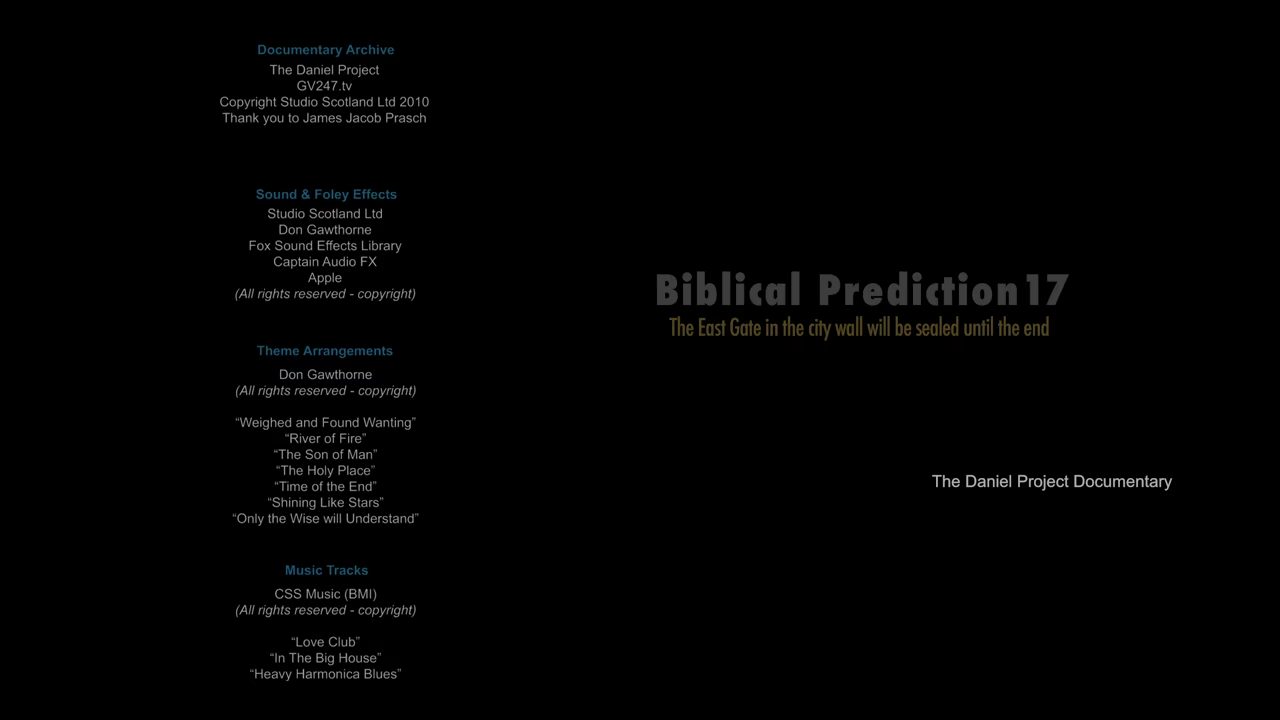 Documentary Archive
The Daniel Project
GV247.tv
Copyright Studio Scotland Ltd 2010
Thank you to James Jacob Prasch
Sound & Foley Effects
Studio Scotland Ltd
Don Gawthorne
Fox Sound Effects Library
Captain Audio FX
Apple
(All rights reserved - copyright)
Theme Arrangements
Don Gawthorne
(All rights reserved - copyright)
“Weighed and Found Wanting”
“River of Fire”
“The Son of Man”
“The Holy Place”
“Time of the End”
“Shining Like Stars”
“Only the Wise will Understand”
Music Tracks
CSS Music (BMI)
(All rights reserved - copyright)
“Love Club”
“In The Big House”
“Heavy Harmonica Blues”
Biblical Prediction17
The East Gate in the city wall will be sealed until the end
The Daniel Project Documentary